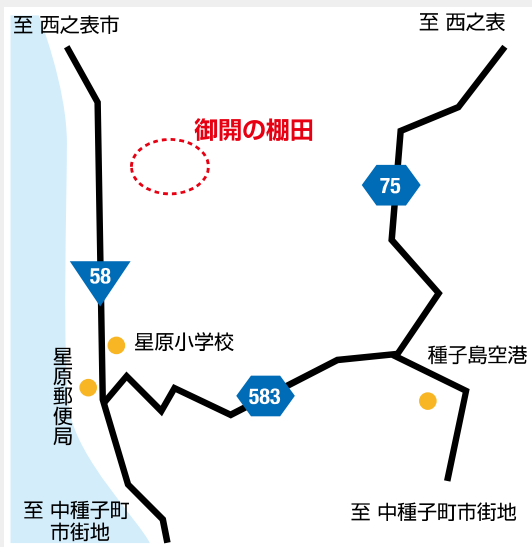 至 西之表市
至 西之表
御開の棚田
75
58
星原小学校
種子島空港
星原郵便局
583
至 中種子町
市街地
至 中種子町市街地